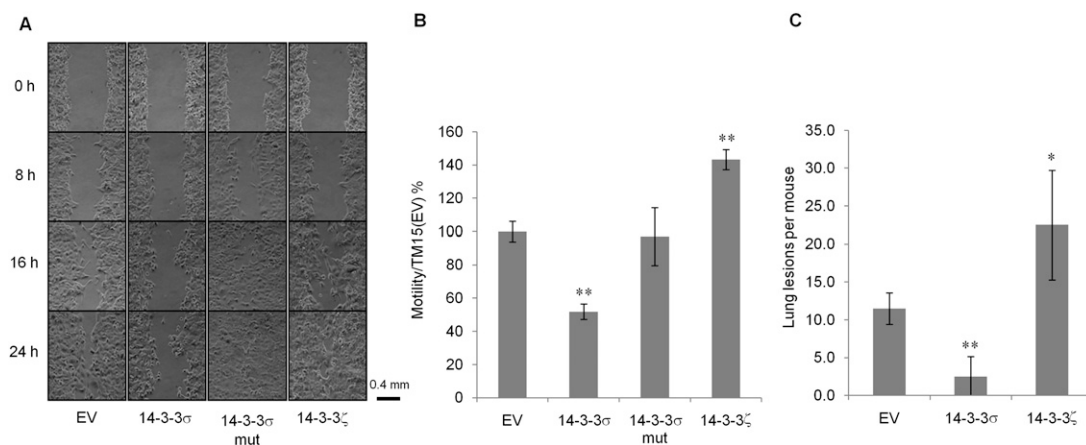 A
0 h
8 h
16 h
24 h
EV 14-3-3σ 14-3-3σ mut 14-3-3ζ
0.4 mm
B
Motility/TM15(EV) %
160
140
120
100
80
60
40
20
0
**
**
EV 14-3-3σ 14-3-3σ mut 14-3-3ζ
C
Lung lesions per mouse
35.0
30.0
25.0
20.0
15.0
10.0
5.0
0.0
**
*
EV 14-3-3σ 14-3-3ζ